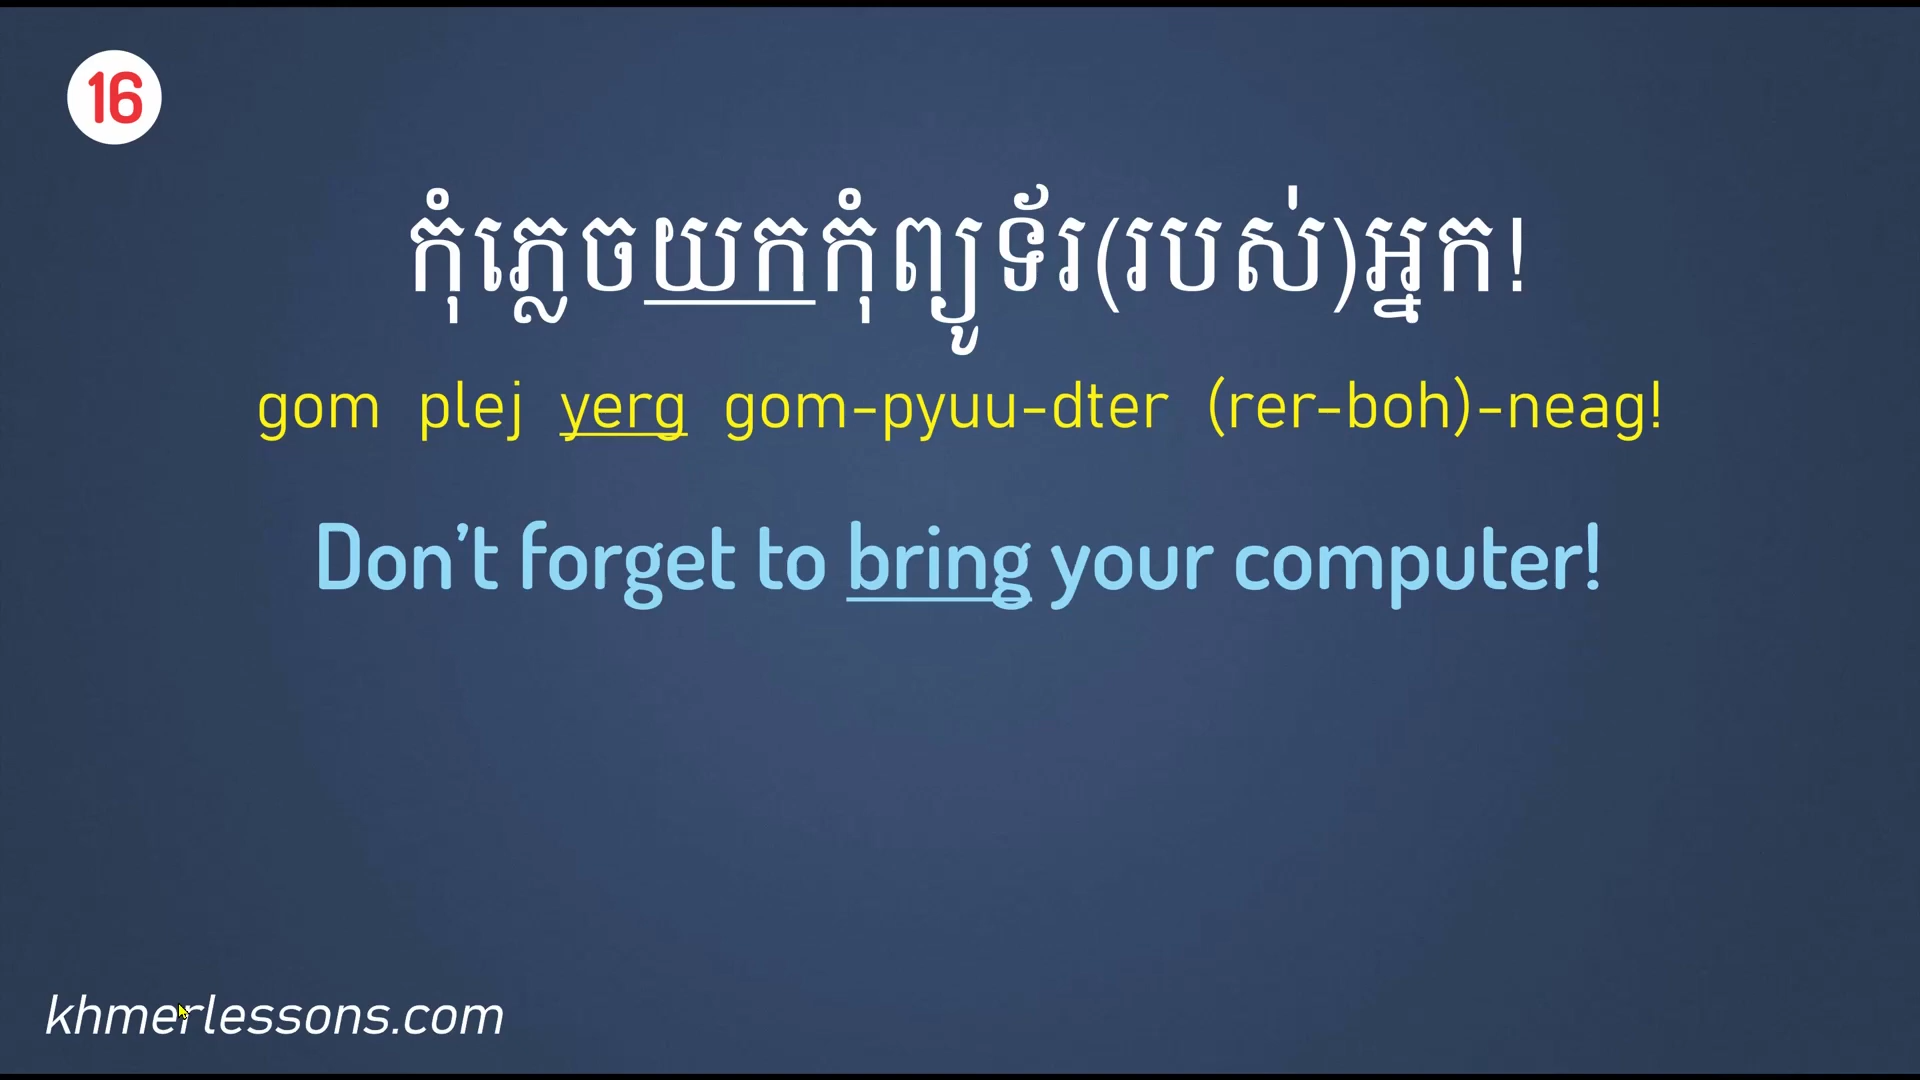 16
កុំភ្លេចយកកុំព្យូទ័រ(របស់)អ្នក!
gom plej yerg gom-pyuu-dter (rer-boh)-neag!
Don’t forget to bring your computer!
khmerlessons.com